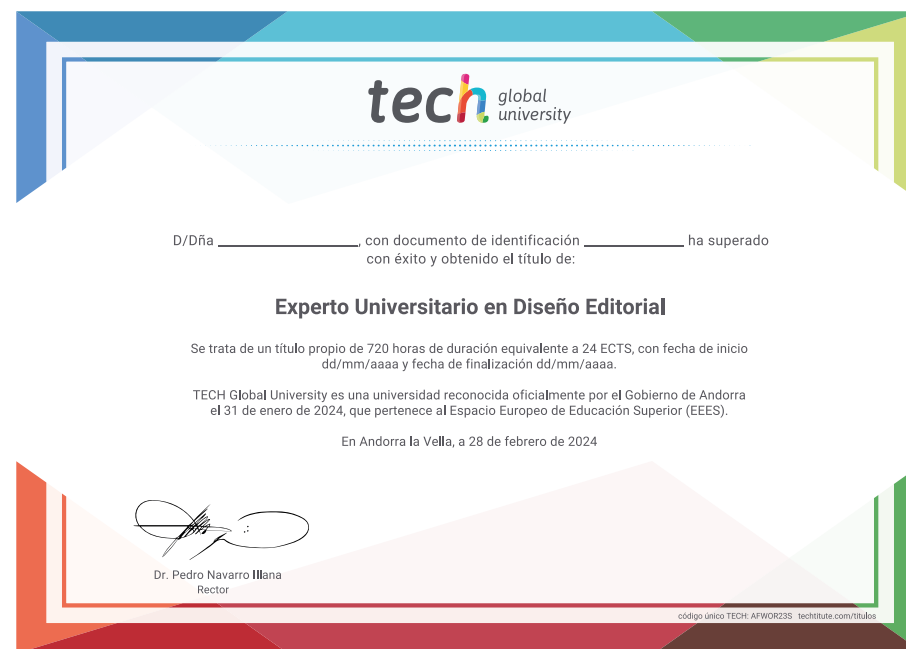 tech global university
D/Dña ______________, con documento de identificación __________ ha superado
con éxito y obtenido el título de:
Experto Universitario en Diseño Editorial
Se trata de un título propio de 720 horas de duración equivalente a 24 ECTS, con fecha de inicio
dd/mm/aaaa y fecha de finalización dd/mm/aaaa.
TECH Global University es una universidad reconocida oficialmente por el Gobierno de Andorra
el 31 de enero de 2024, que pertenece al Espacio Europeo de Educación Superior (EEES).
En Andorra la Vella, a 28 de febrero de 2024
Dr. Pedro Navarro Illana
Rector
código único TECH: AFWOR23S techtitute.com/titulos